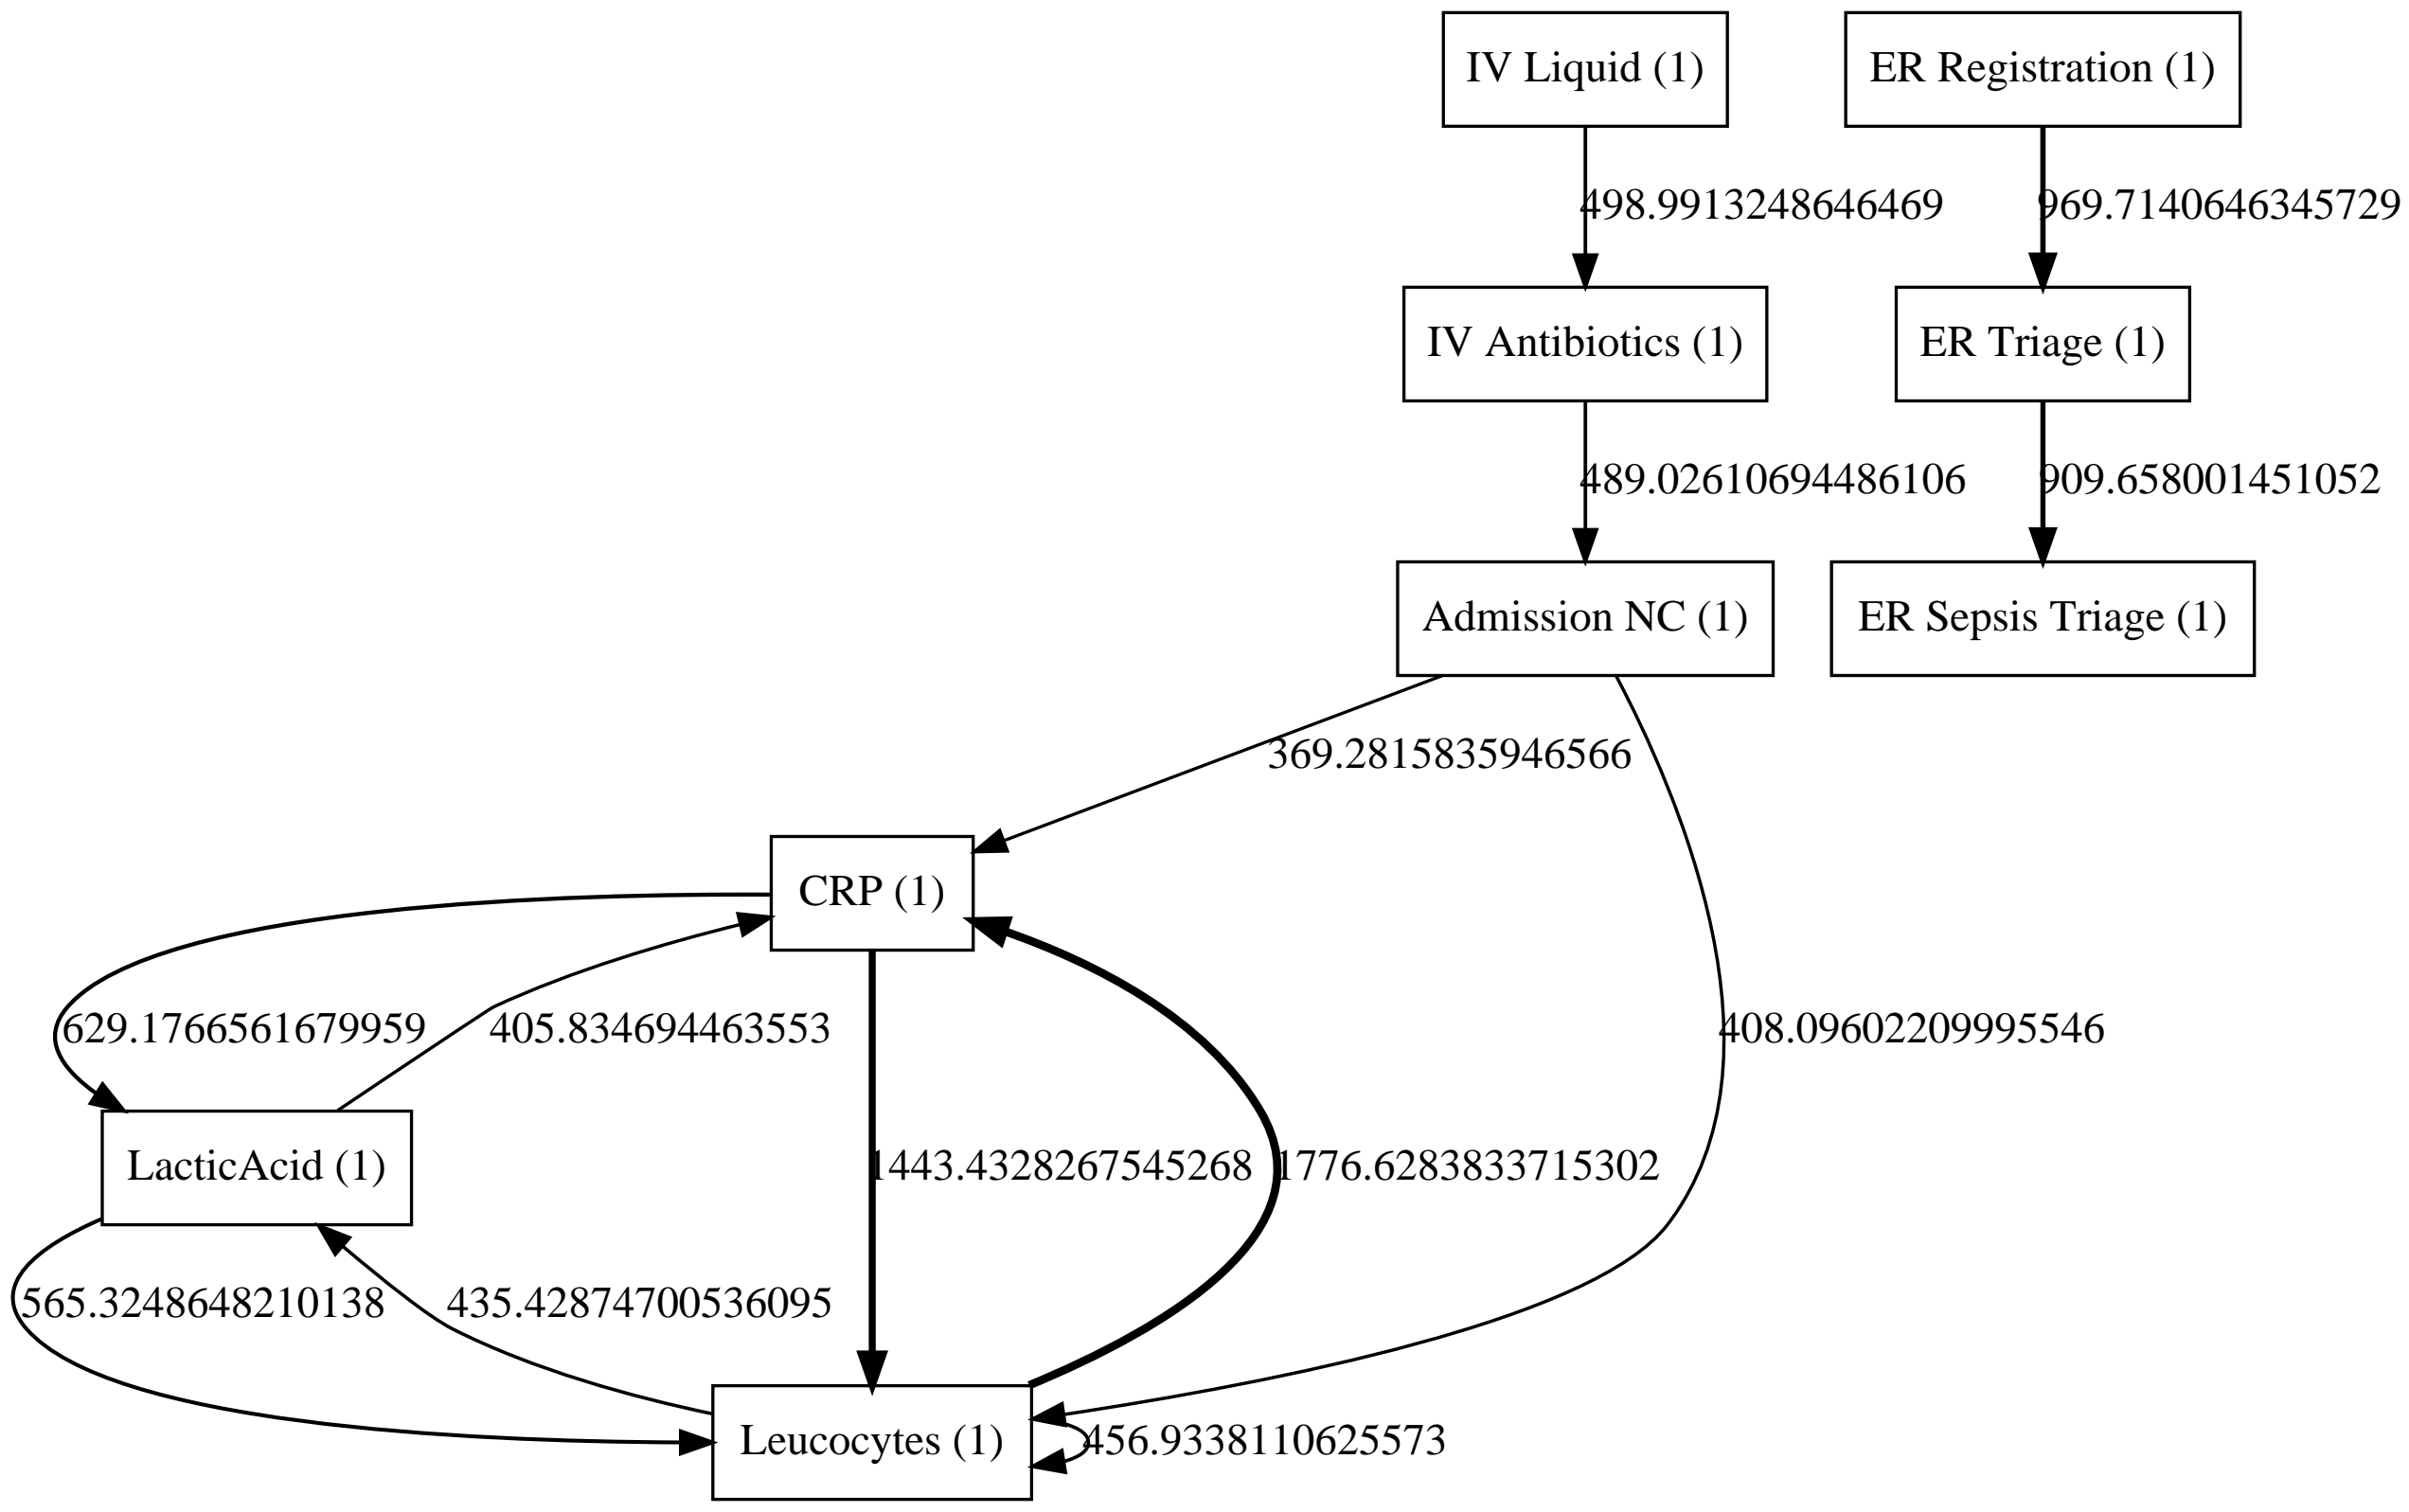 IV Liquid (1)
ER Registration (1)
498.9913248646469
969.7140646345729
IV Antibiotics (1)
ER Triage (1)
489.02610694486106
909.658001451052
Admission NC (1)
ER Sepsis Triage (1)
369.2815835946566
CRP (1)
629.1766561679959
405.834694463553
408.09602209995546
LacticAcid (1)
1443.4328267545268
1776.6283833715302
565.3248648210138
435.42874700536095
Leucocytes (1)
456.9338110625573